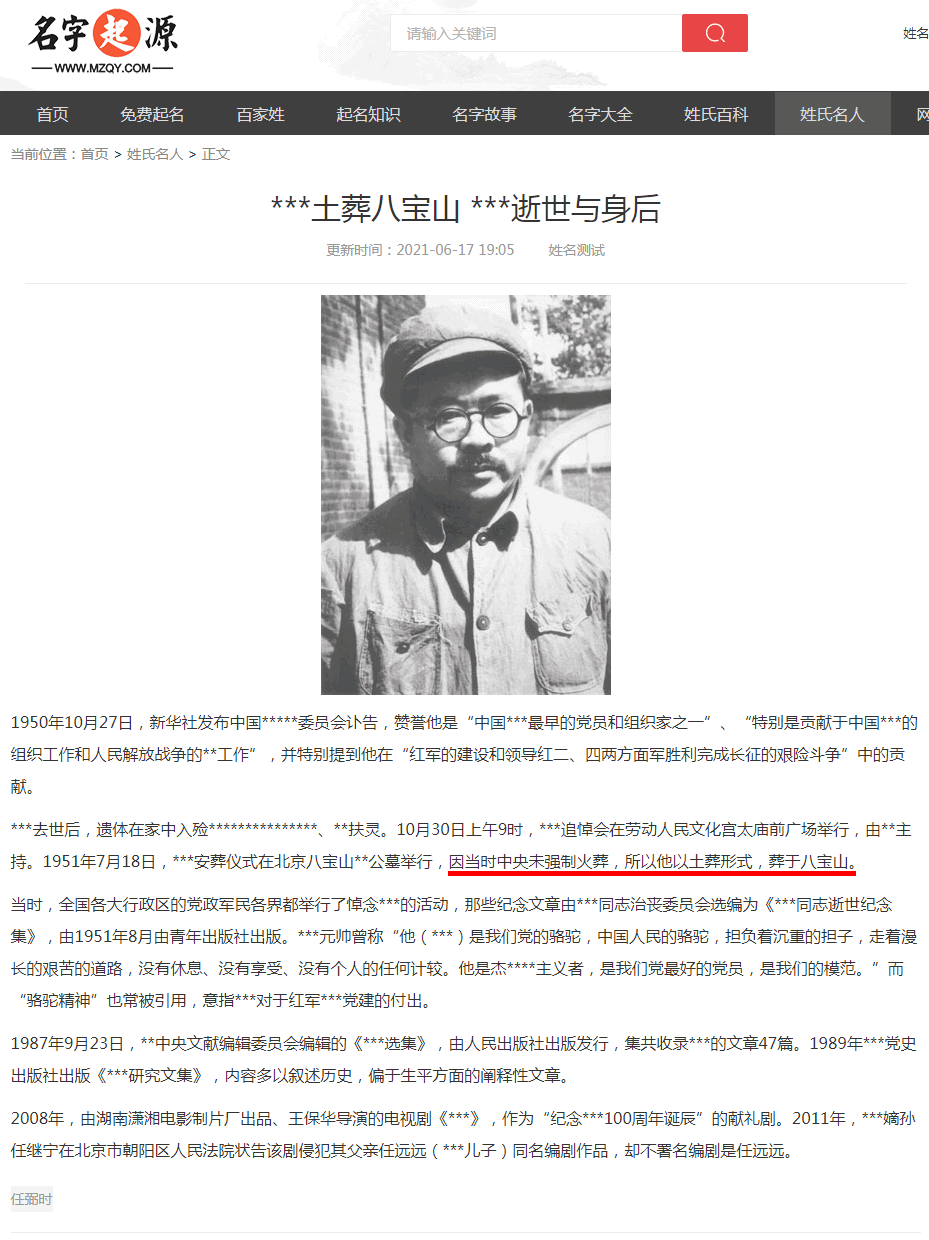 名字起源
WWW.MZQY.COM
请输入关键词
姓名
首页 免费起名 百家姓 起名知识 名字故事 名字大全 姓氏百科 姓氏名人 网
当前位置：首页 > 姓氏名人 > 正文
***土葬八宝山 ***逝世与身后
更新时间：2021-06-17 19:05 姓名测试
1950年10月27日，新华社发布中国*****委员会讣告，赞誉他是“中国***最早的党员和组织家之一”、“特别是贡献于中国***的
组织工作和人民解放战争的**工作”，并特别提到他在“红军的建设和领导红二、四两方面军胜利完成长征的艰险斗争”中的贡
献。
***去世后，遗体在家中入殓***************、**扶灵。10月30日上午9时，***追悼会在劳动人民文化宫太庙前广场举行，由**主
持。1951年7月18日，***安葬仪式在北京八宝山**公墓举行，因当时中央未强制火葬，所以他以土葬形式，葬于八宝山。
当时，全国各大行政区的党政军民各界都举行了悼念***的活动，那些纪念文章由***同志治丧委员会选编为《***同志逝世纪念
集》，由1951年8月由青年出版社出版。***元帅曾称“他（***）是我们党的骆驼，中国人民的骆驼，担负着沉重的担子，走着漫
长的艰苦的道路，没有休息、没有享受、没有个人的任何计较。他是杰****主义者，是我们党最好的党员，是我们的模范。”而
“骆驼精神”也常被引用，意指***对于红军***党建的付出。
1987年9月23日，**中央文献编辑委员会编辑的《***选集》，由人民出版社出版发行，集共收录***的文章47篇。1989年***党史
出版社出版《***研究文集》，内容多以叙述历史，偏于生平方面的阐释性文章。
2008年，由湖南潇湘电影制片厂出品、王保华导演的电视剧《***》，作为“纪念***100周年诞辰”的献礼剧。2011年，***嫡孙
任继宁在北京市朝阳区人民法院状告该剧侵犯其父亲任远远（***儿子）同名编剧作品，却不署名编剧是任远远。
任弼时